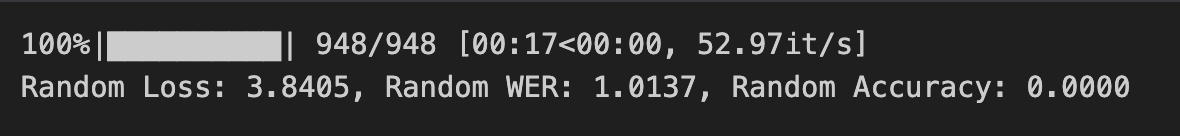 100%|██████████| 948/948 [00:17<00:00, 52.97it/s]
Random Loss: 3.8405, Random WER: 1.0137, Random Accuracy: 0.0000